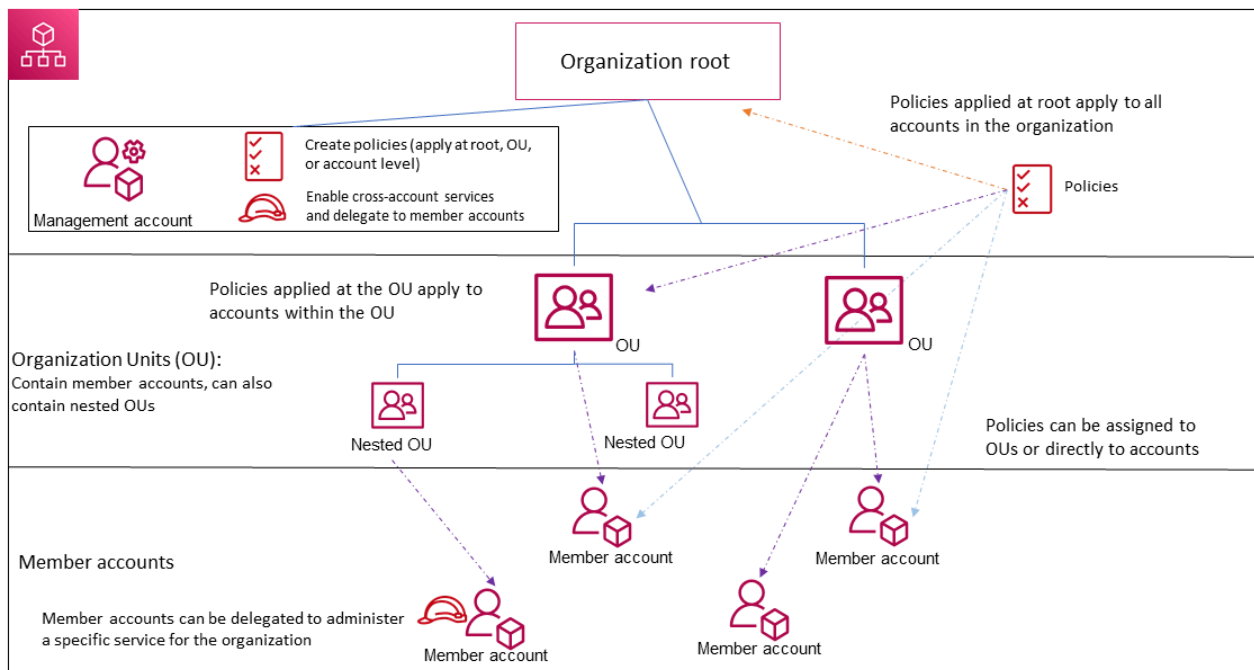 Organization root
Policies applied at root apply to all
accounts in the organization
Create policies (apply at root, OU,
or account level)
Enable cross-account services
and delegate to member accounts
Management account
Policies
Policies applied at the OU apply to
accounts within the OU
OU
OU
Organization Units (OU):
Contain member accounts, can also
contain nested OUs
Nested OU
Nested OU
Policies can be assigned to
OUs or directly to accounts
Member account
Member account
Member accounts
Member accounts can be delegated to administer
a specific service for the organization
Member account
Member account